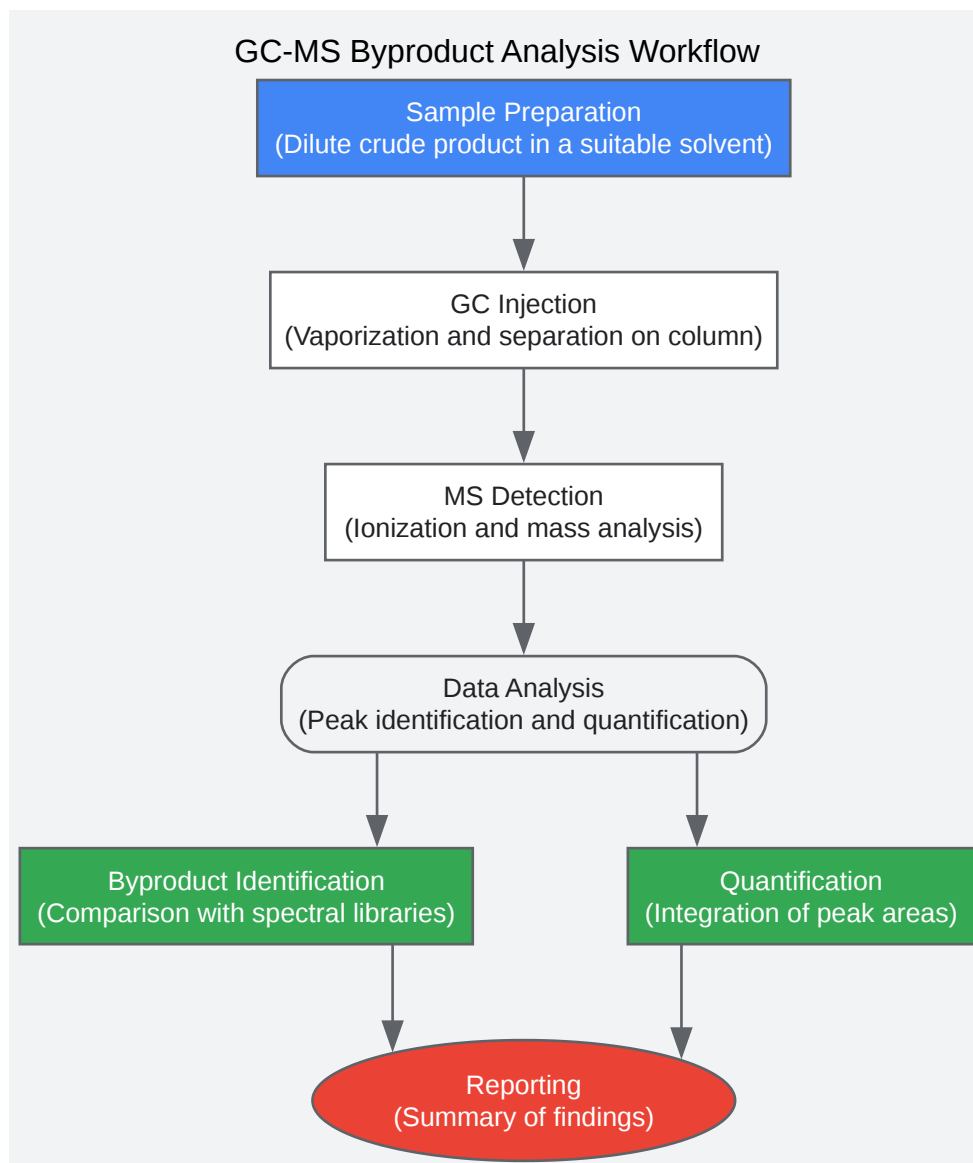 GC-MS Byproduct Analysis Workflow
Sample Preparation
(Dilute crude product in a suitable solvent)
GC Injection
(Vaporization and separation on column)
MS Detection
(Ionization and mass analysis)
Data Analysis
(Peak identification and quantification)
Byproduct Identification
(Comparison with spectral libraries)
Quantification
(Integration of peak areas)
Reporting
(Summary of findings)